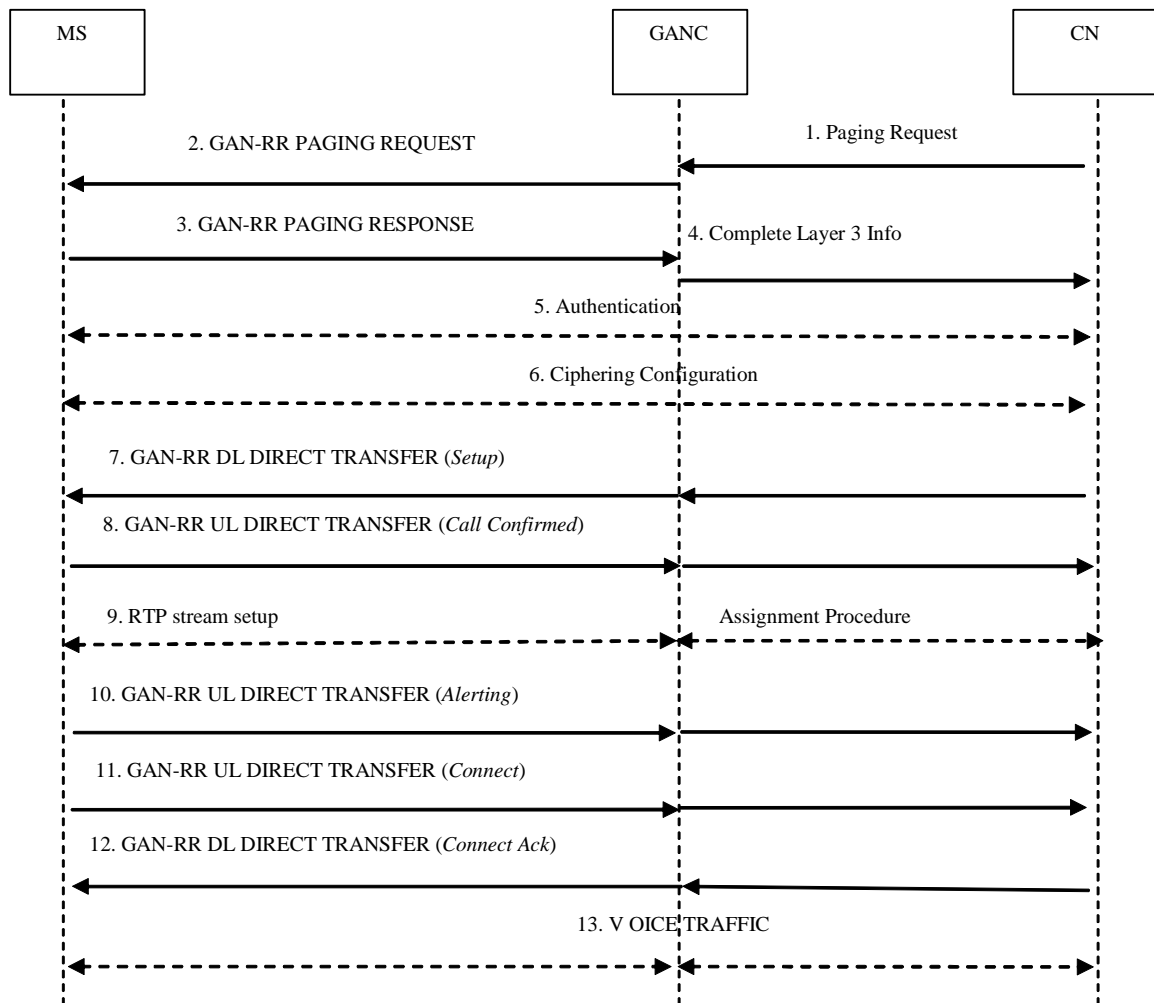 MS
GANC
CN
1. Paging Request
2. GAN-RR PAGING REQUEST
3. GAN-RR PAGING RESPONSE
4. Complete Layer 3 Info
5. Authentication
6. Ciphering Configuration
7. GAN-RR DL DIRECT TRANSFER (Setup)
8. GAN-RR UL DIRECT TRANSFER (Call Confirmed)
9. RTP stream setup
Assignment Procedure
10. GAN-RR UL DIRECT TRANSFER (Alerting)
11. GAN-RR UL DIRECT TRANSFER (Connect)
12. GAN-RR DL DIRECT TRANSFER (Connect Ack)
13. V OICE TRAFFIC